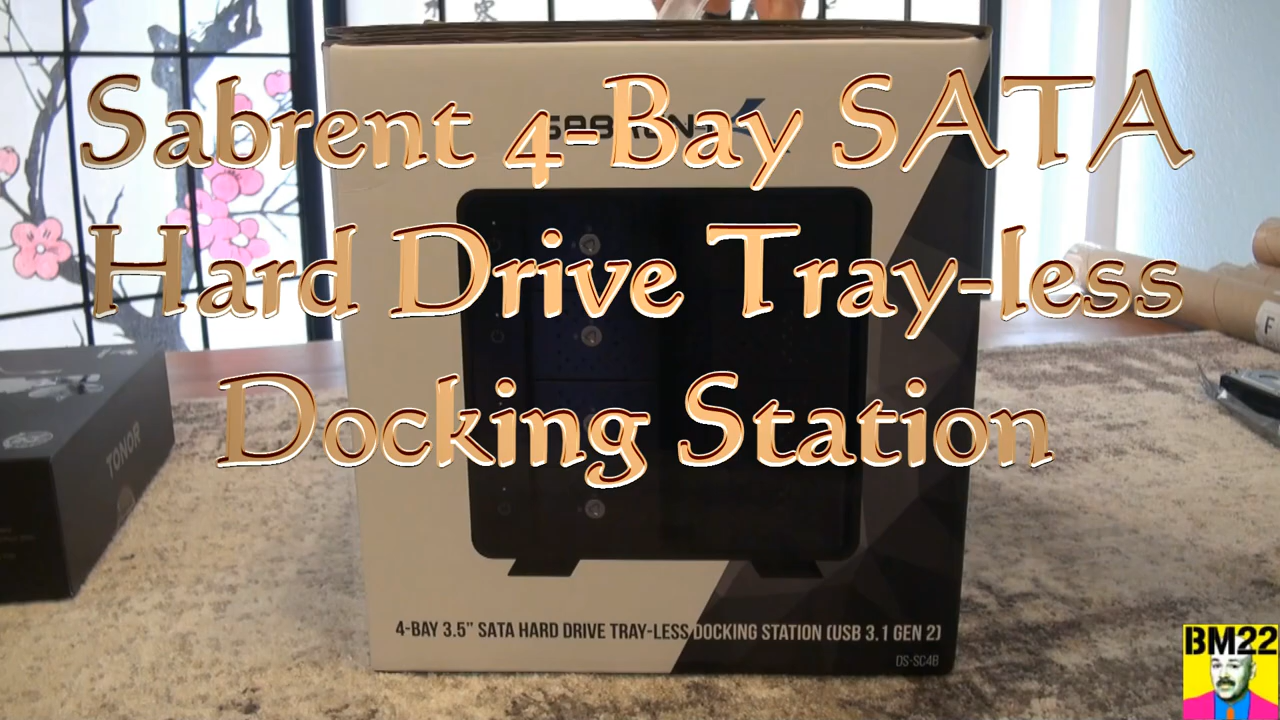 Sabrent 4-Bay SATA
Hard Drive Tray-less
Docking Station
TONOR
F
4-BAY 3.5” SATA HARD DRIVE TRAY-LESS DOCKING STATION (USB 3.1 GEN 2)
DS-SC4B
BM22